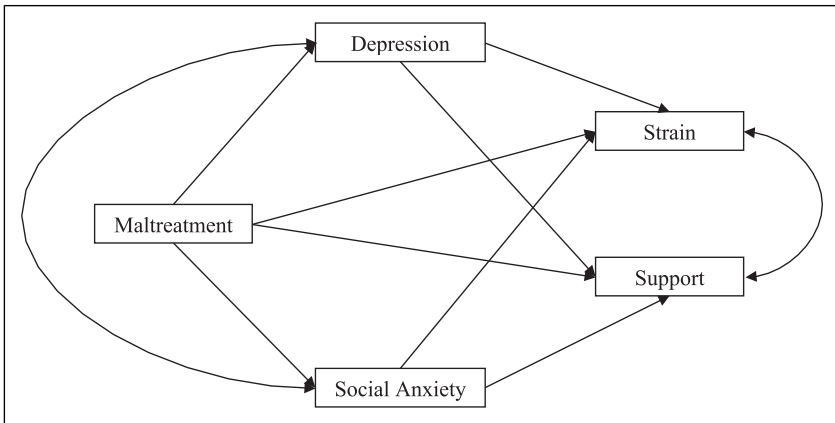 Depression
Strain
Maltreatment
Support
Social Anxiety